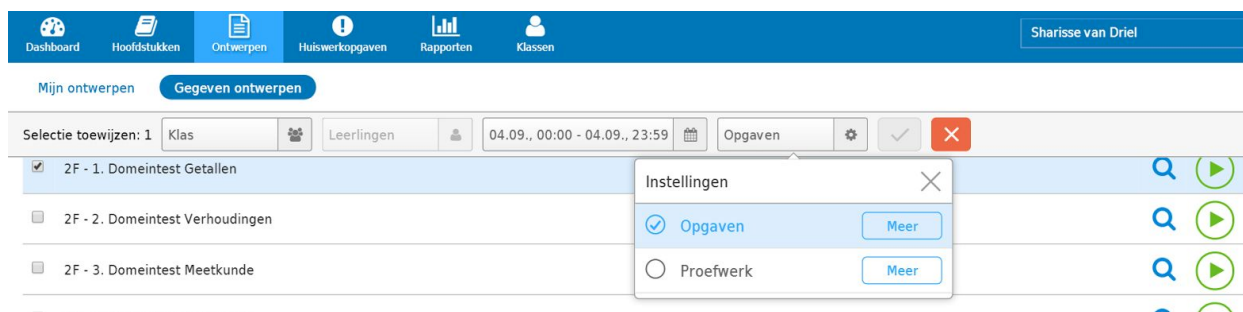 Dashboard Hoofdstukken Ontwerpen Huiswerkopgaven Rapporten Klassen Sharisse van Driel
Mijn ontwerpen Gegeven ontwerpen
Selectie toewijzen: 1 Klas Leerlingen 04.09., 00:00 - 04.09., 23:59 Opgaven
2F - 1. Domeintest Getallen
Instellingen
2F - 2. Domeintest Verhoudingen
Opgaven Meer
2F - 3. Domeintest Meetkunde
Proefwerk Meer